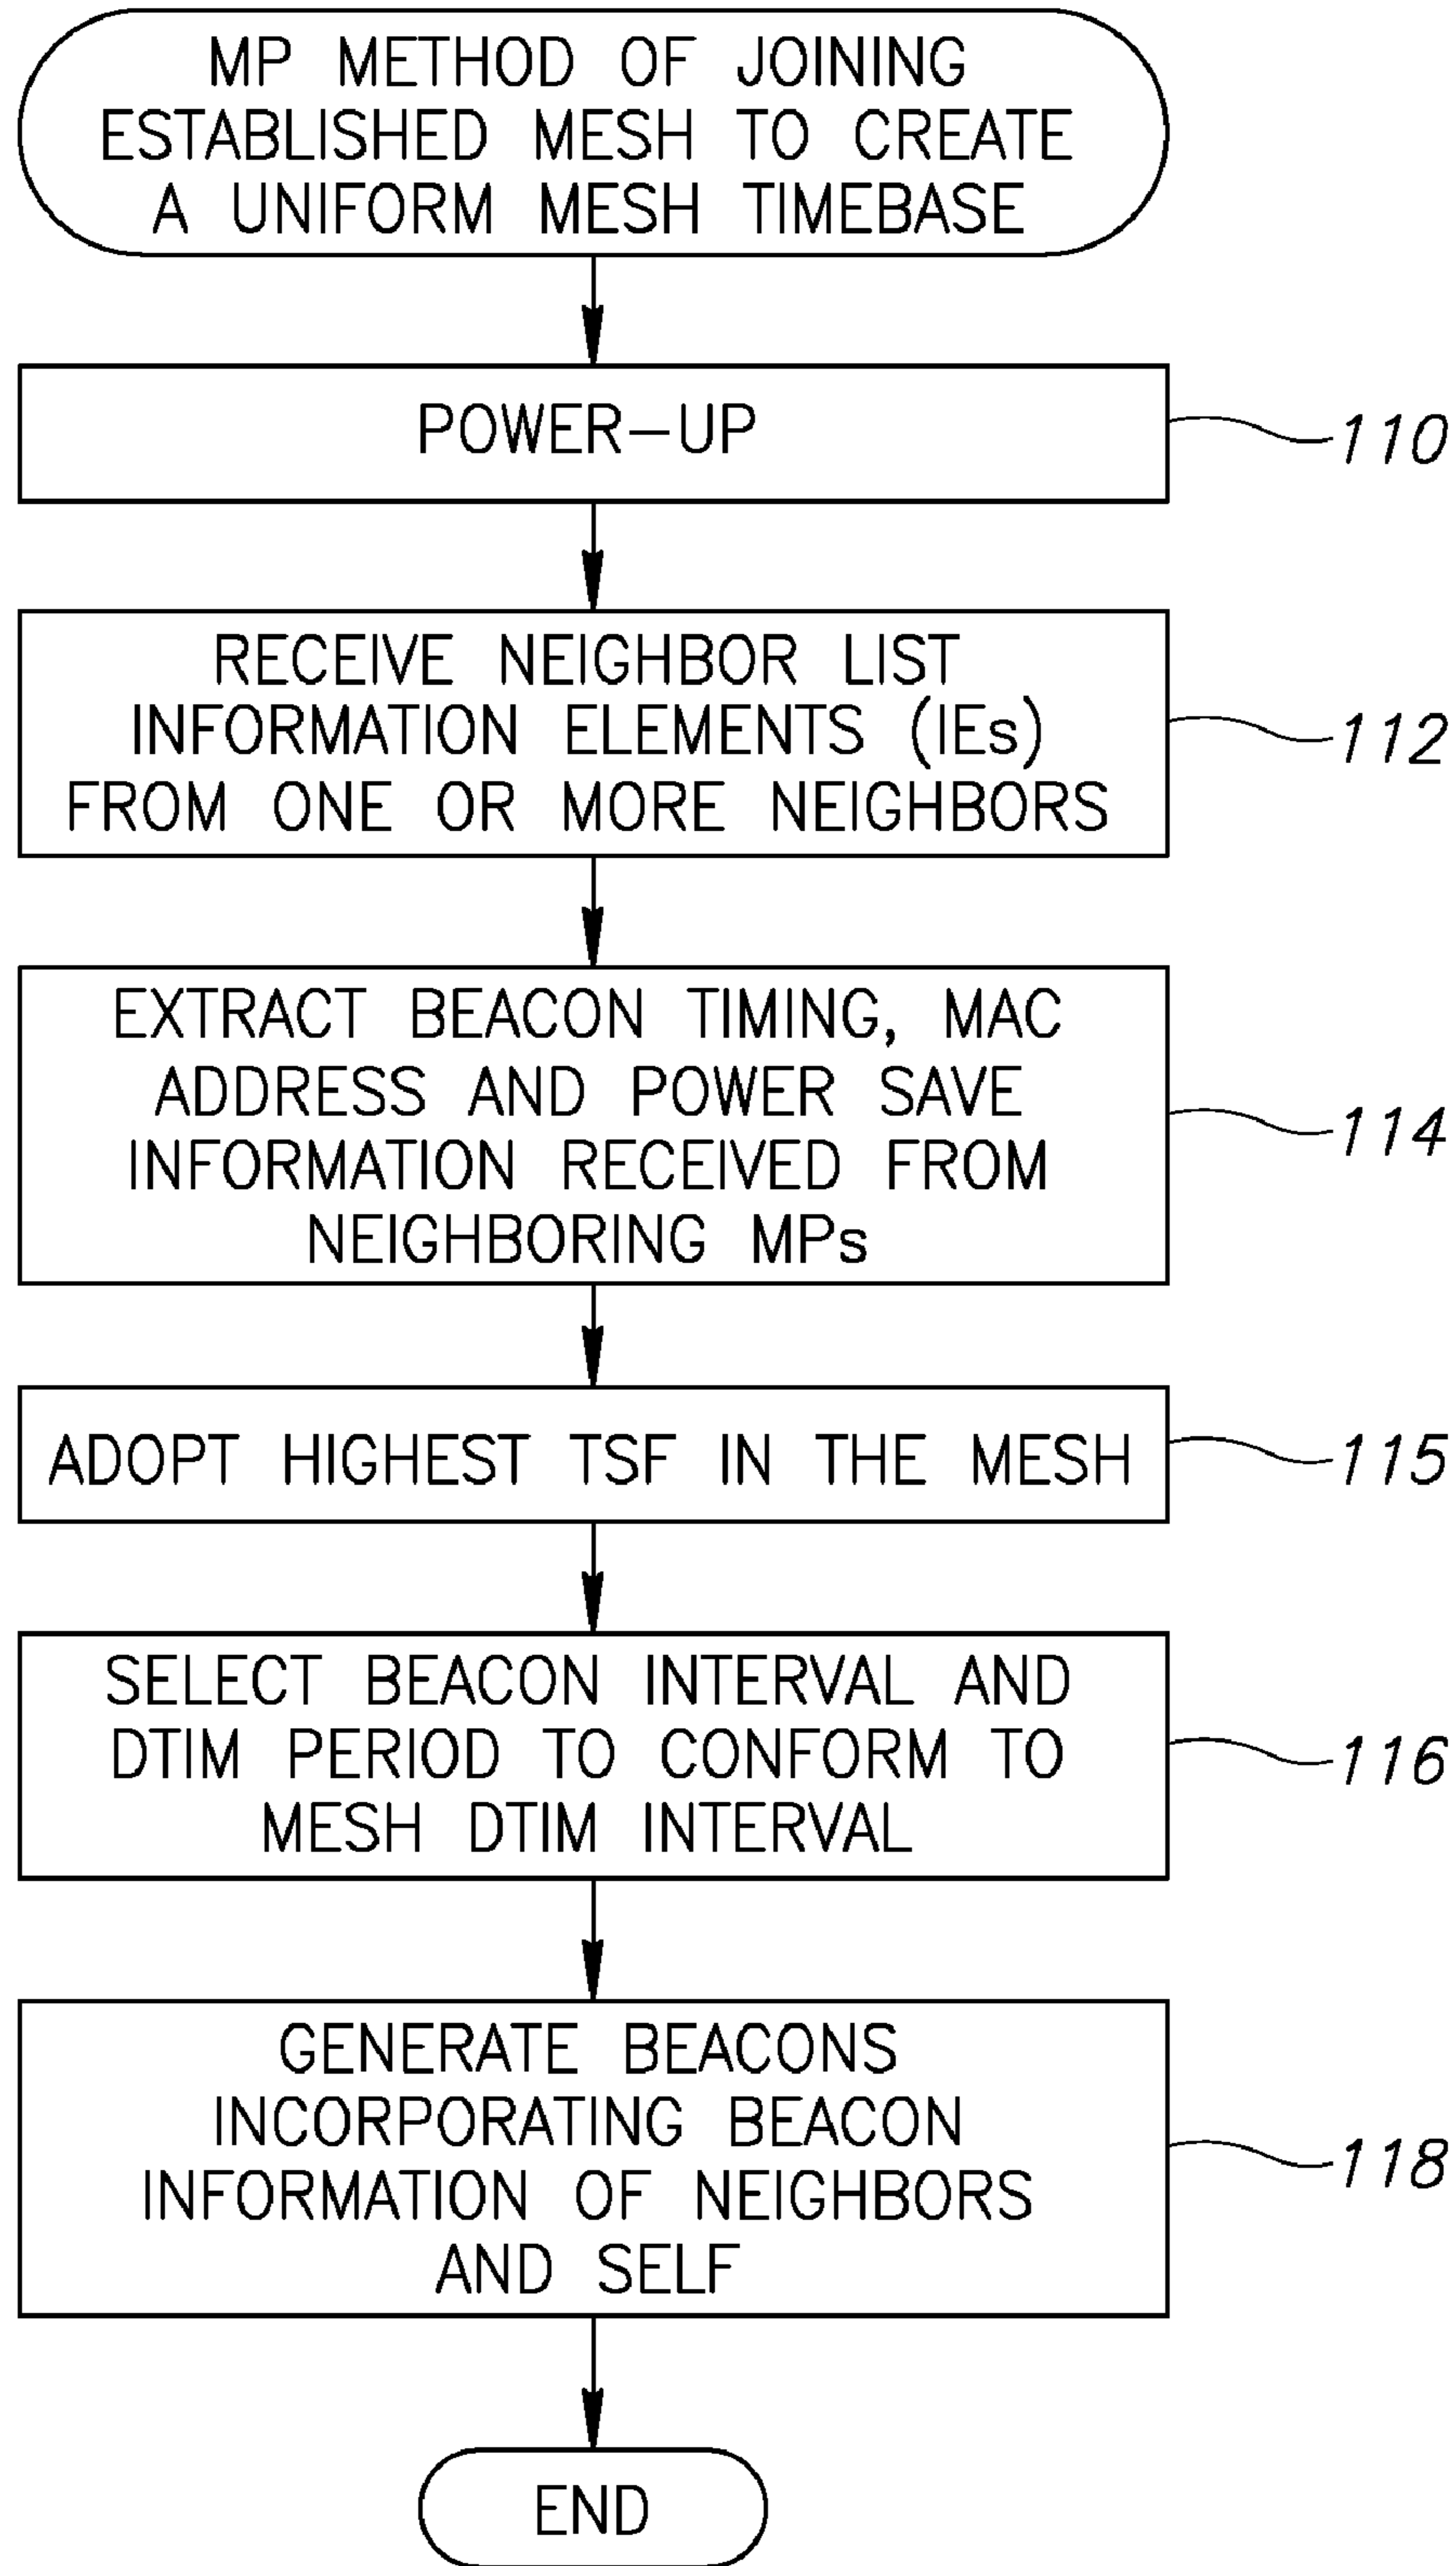 MP METHOD OF JOINING
ESTABLISHED MESH TO CREATE
A UNIFORM MESH TIMEBASE
POWER-UP
110
RECEIVE NEIGHBOR LIST
INFORMATION ELEMENTS (IEs)
FROM ONE OR MORE NEIGHBORS
112
EXTRACT BEACON TIMING, MAC
ADDRESS AND POWER SAVE
INFORMATION RECEIVED FROM
NEIGHBORING MPs
114
ADOPT HIGHEST TSF IN THE MESH
115
SELECT BEACON INTERVAL AND
DTIM PERIOD TO CONFORM TO
MESH DTIM INTERVAL
116
GENERATE BEACONS
INCORPORATING BEACON
INFORMATION OF NEIGHBORS
AND SELF
118
END